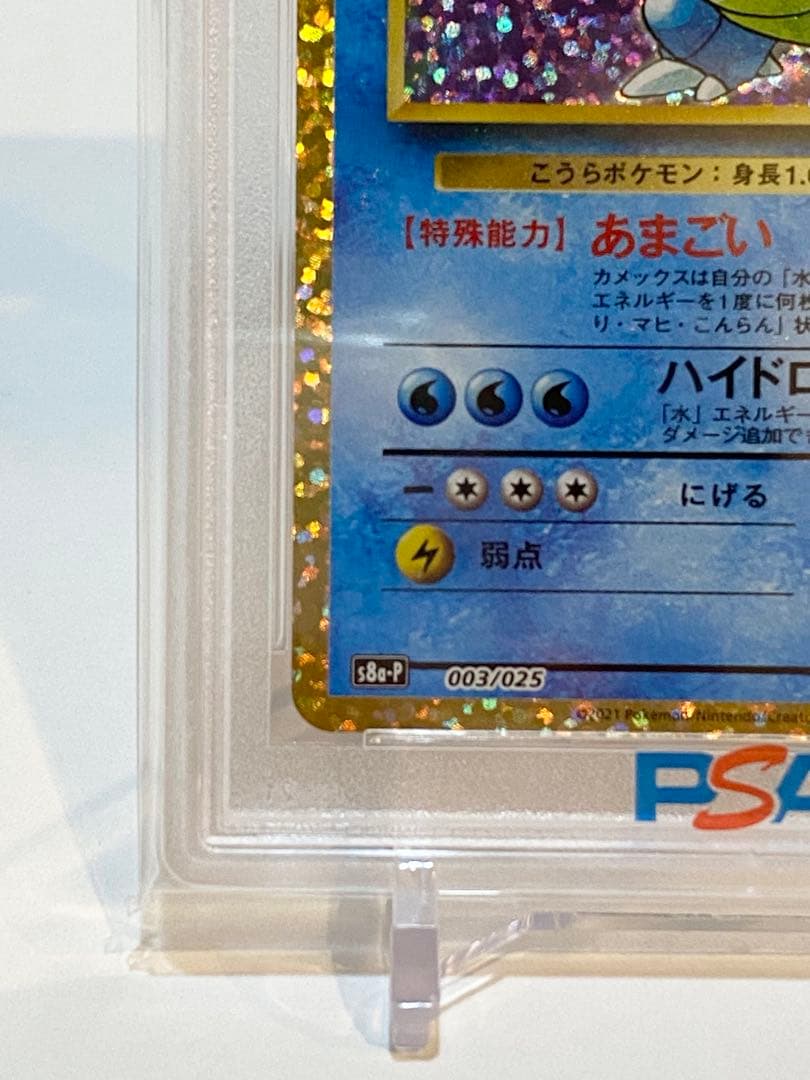 こうらポケモン：身長1.
【特殊能力】 あまごい
カメックスは自分の「水
エネルギーを1度に何枚
り・マヒ・こんらん」状
ハイドロ
「水」エネルギー
ダメージ追加でき
にげる
弱点
s8a-P 003/025
©2021 Pokémon/Nintendo/Creatu
PSA